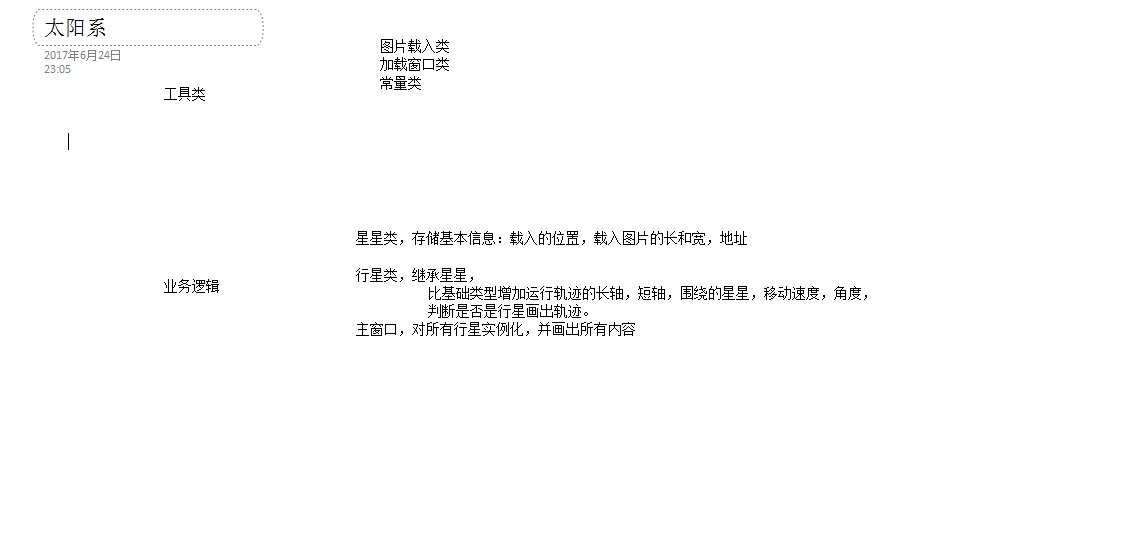 太阳系
2017年6月24日
23:05
图片载入类
加载窗口类
常量类
工具类
星星类，存储基本信息：载入的位置，载入图片的长和宽，地址
行星类，继承星星，
业务逻辑
比基础类型增加运行轨迹的长轴，短轴，围绕的星星，移动速度，角度，
判断是否是行星画出轨迹。
主窗口，对所有行星实例化，并画出所有内容